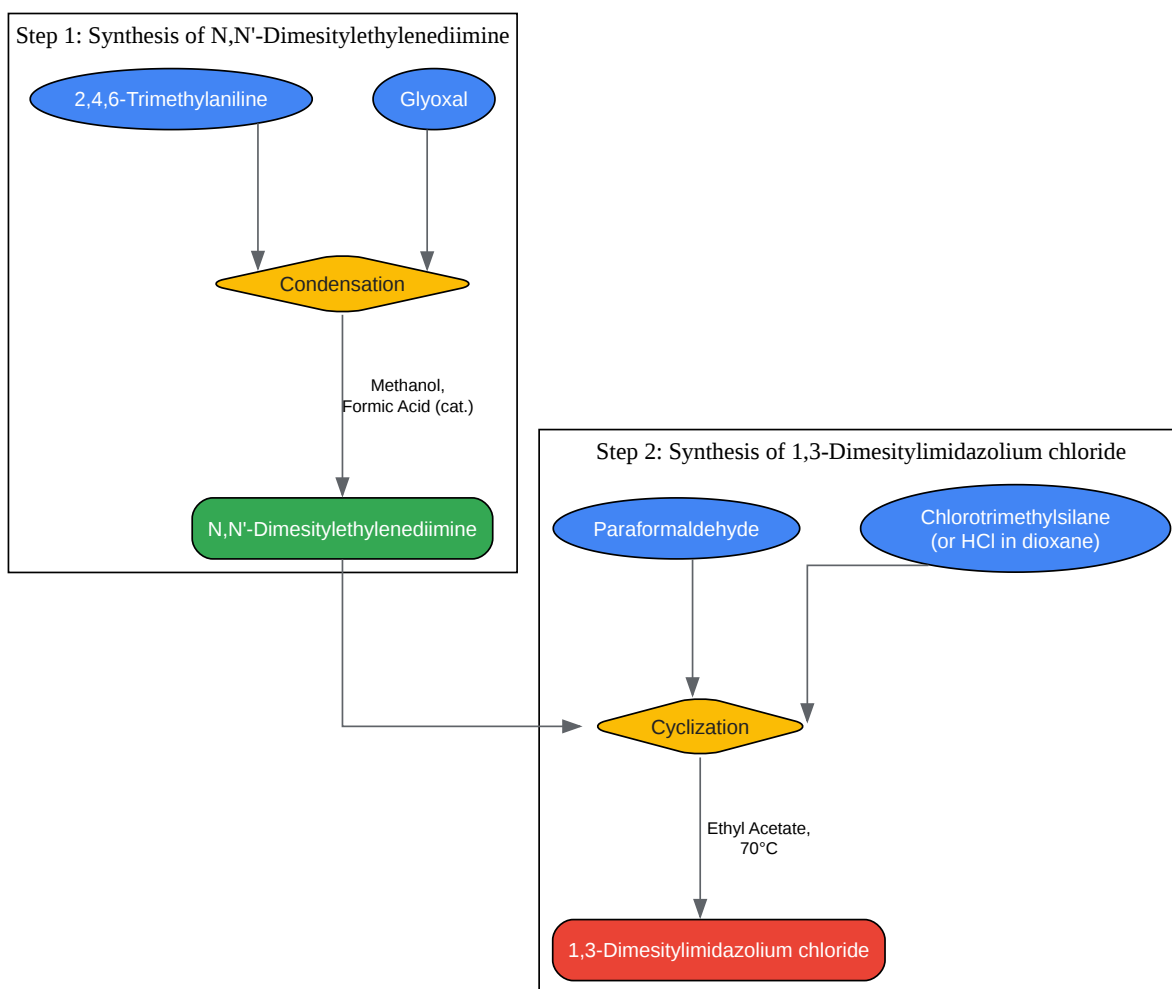 Step 1: Synthesis of N,N'-Dimesitylethylenediimine
2,4,6-Trimethylaniline
Glyoxal
Condensation
Methanol,
Formic Acid (cat.)
N,N'-Dimesitylethylenediimine
Step 2: Synthesis of 1,3-Dimesitylimidazolium chloride
Paraformaldehyde
Chlorotrimethylsilane
(or HCl in dioxane)
Cyclization
Ethyl Acetate,
70°C
1,3-Dimesitylimidazolium chloride